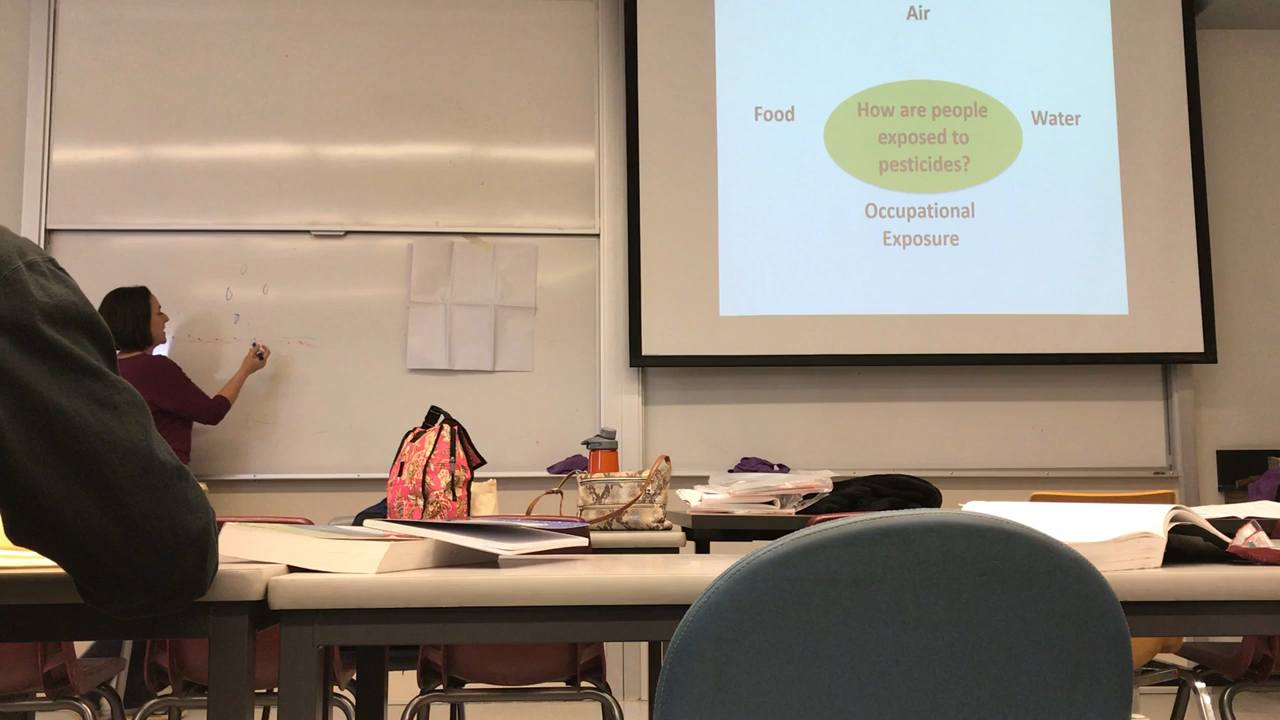 Air
Food
How are people
exposed to
pesticides?
Water
Occupational
Exposure